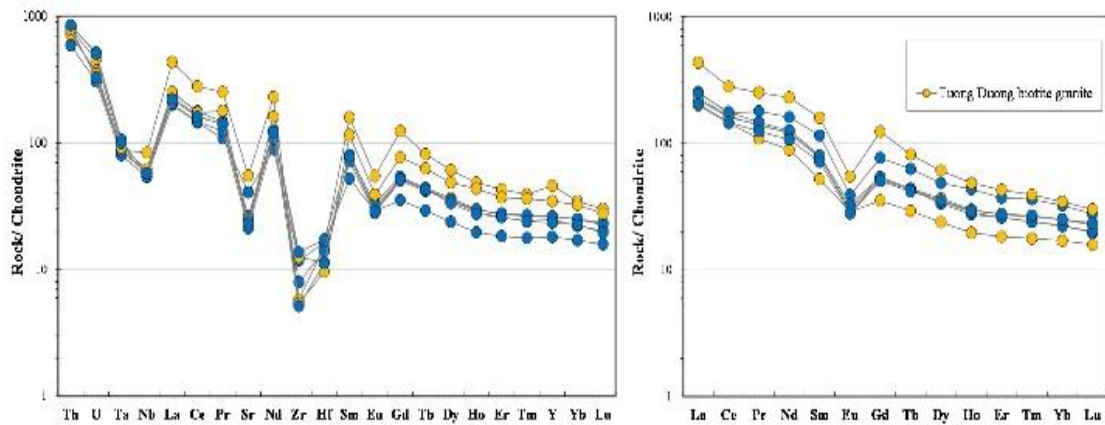 1000
100
10
1
Rock/ Chondrite
Th U Ta Nb La Ce Pr Sr Nd Zr Hf Sm Eu Gd Tb Dy Ho Er Tm Y Yb Lu
1000
100
10
1
Rock/ Chondrite
Tuong Duong biotite granite
La Ce Pr Nd Sm Eu Gd Tb Dy Ho Er Tm Yb Lu